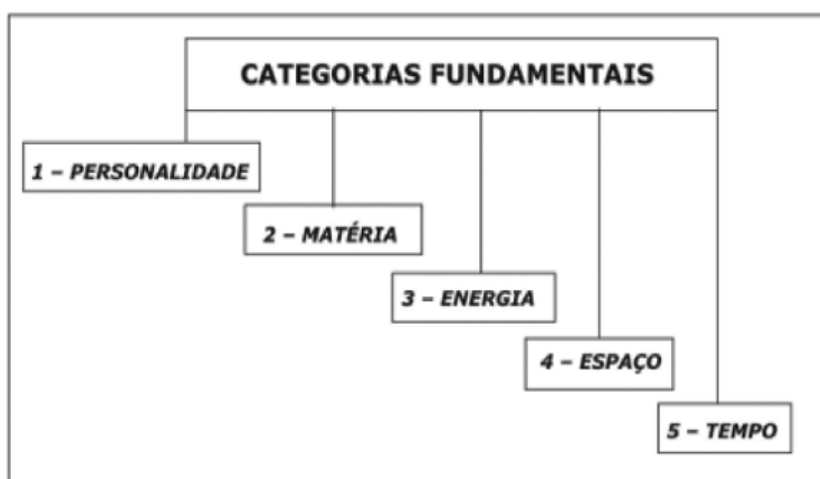 CATEGORIAS FUNDAMENTAIS
1 – PERSONALIDADE
2 – MATÉRIA
3 – ENERGIA
4 – ESPAÇO
5 – TEMPO